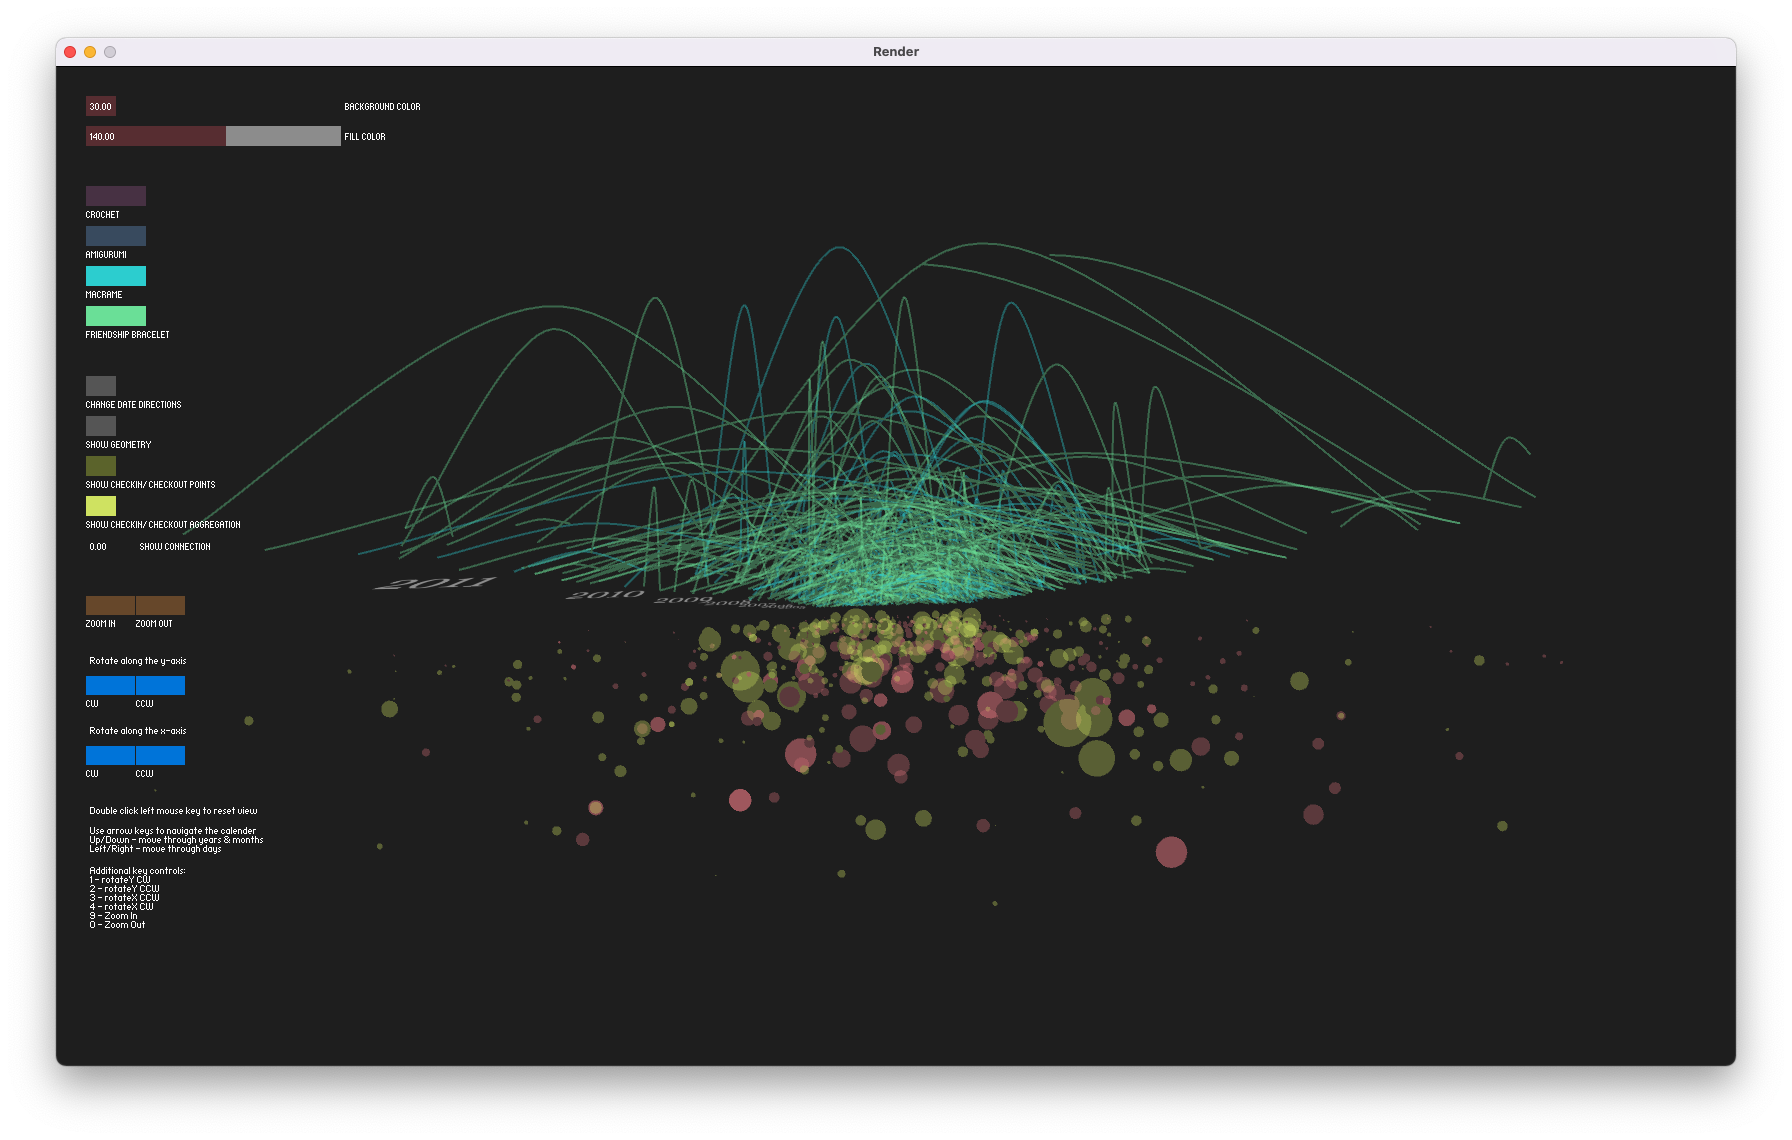 Render
30.00 BACKGROUND COLOR
140.00 FILL COLOR
CROCHET
AMIGURUMI
MACRAME
FRIENDSHIP BRACELET
CHANGE DATE DIRECTIONS
SHOW GEOMETRY
SHOW CHECKIN/CHECKOUT POINTS
SHOW CHECKIN/CHECKOUT AGGREGATION
0.00 SHOW CONNECTION
2011
2010
2009
2008
ZOOM IN ZOOM OUT
Rotate along the y-axis
CW CCW
Rotate along the x-axis
CW CCW
Double click left mouse key to reset view
Use arrow keys to navigate the calender
Up/Down - move through years & months
Left/Right - move through days
Additional key controls:
1 - rotateY CW
2 - rotateY CCW
3 - rotateX CCW
4 - rotateX CW
9 - Zoom In
0 - Zoom Out